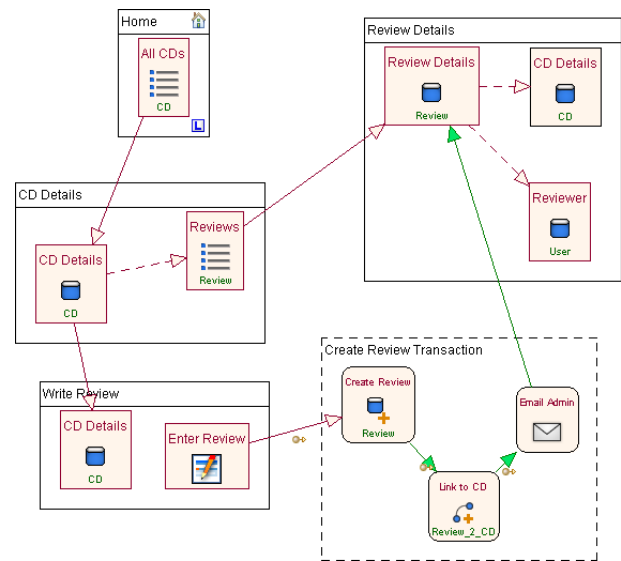 Home
All CDs
CD
L
Review Details
Review Details
Review
CD Details
CD
Reviewer
User
CD Details
CD Details
CD
Reviews
Review
Write Review
CD Details
CD
Enter Review
Create Review Transaction
Create Review
Review
Link to CD
Review_2_CD
Email Admin